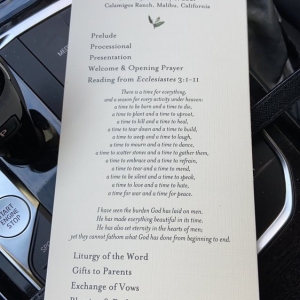 Calamigos Ranch, Malibu, California
Prelude
Processional
Presentation
Welcome & Opening Prayer
Reading from Ecclesiastes 3:1-11
There is a time for everything,
and a season for every activity under heaven:
a time to be born and a time to die,
a time to plant and a time to uproot,
a time to kill and a time to heal,
a time to tear down and a time to build,
a time to weep and a time to laugh,
a time to mourn and a time to dance,
a time to scatter stones and a time to gather them,
a time to embrace and a time to refrain,
a time to tear and a time to mend,
a time to be silent and a time to speak,
a time to love and a time to hate,
a time for war and a time for peace.
I have seen the burden God has laid on men.
He has made everything beautiful in its time.
He has also set eternity in the hearts of men;
yet they cannot fathom what God has done from beginning to end.
Liturgy of the Word
Gifts to Parents
Exchange of Vows
P
START
ENGINE
STOP